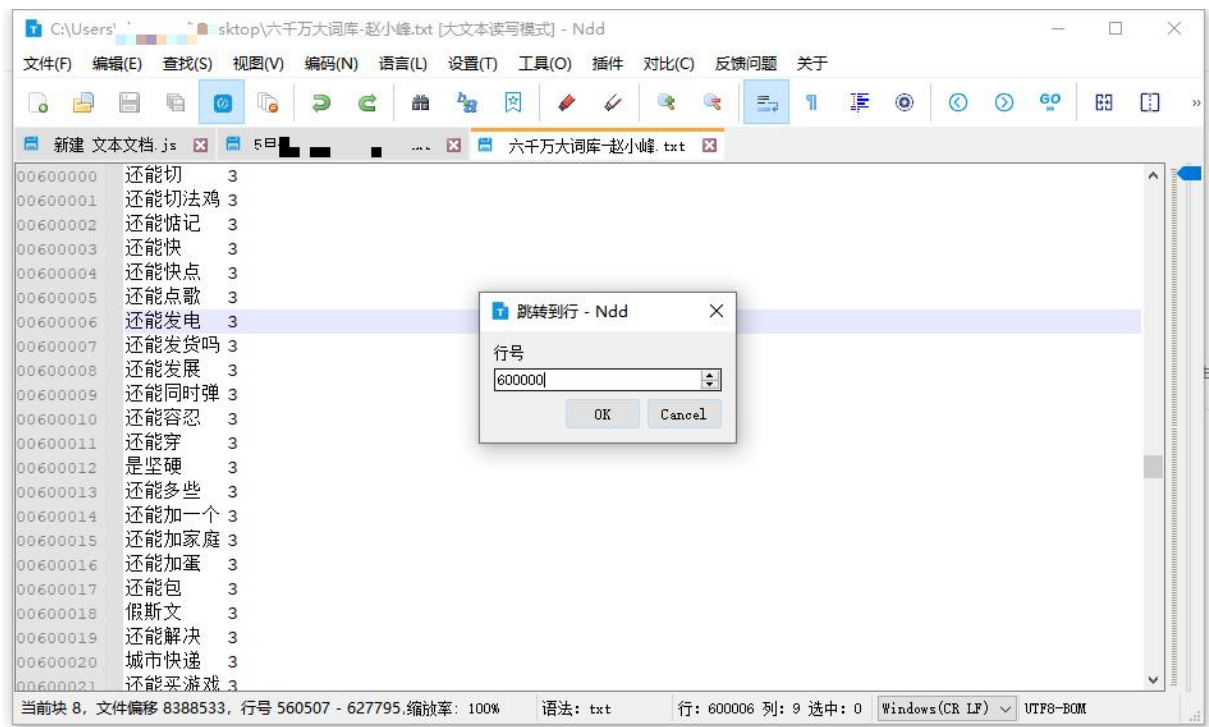 C:\Users\ sktop\六千万大词库-赵小峰.txt [大文本读写模式] - Ndd
文件(F) 编辑(E) 查找(S) 视图(V) 编码(N) 语言(L) 设置(T) 工具(O) 插件 对比(C) 反馈问题 关于
GO
新建 文本文档.js 5日 六千万大词库-赵小峰.txt
00600000 还能切 3
00600001 还能切法鸡 3
00600002 还能惦记 3
00600003 还能快 3
00600004 还能快点 3
00600005 还能点歌 3
00600006 还能发电 3
00600007 还能发货吗 3
00600008 还能发展 3
00600009 还能同时弹 3
00600010 还能容忍 3
00600011 还能穿 3
00600012 是坚硬 3
00600013 还能多些 3
00600014 还能加一个 3
00600015 还能加家庭 3
00600016 还能加蛋 3
00600017 还能包 3
00600018 假斯文 3
00600019 还能解决 3
00600020 城市快递 3
00600021 还能买游戏 3
跳转到行 - Ndd
行号
600000
OK Cancel
当前块 8, 文件偏移 8388533, 行号 560507 - 627795,缩放率: 100% 语法: txt 行: 600006 列: 9 选中: 0 Windows(CR LF) UTF8-BOM